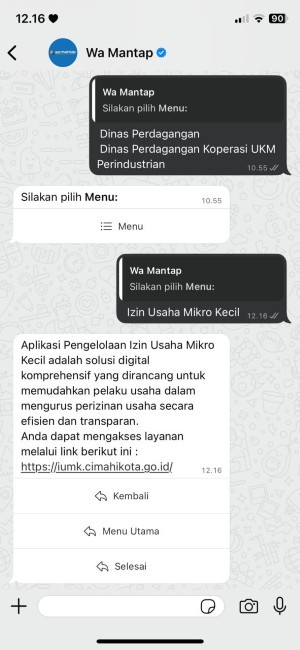 12.16
90
Wa Mantap
Wa Mantap
Silakan pilih Menu:
Dinas Perdagangan
Dinas Perdagangan Koperasi UKM
Perindustrian
10.55
Silakan pilih Menu:
10.55
Menu
Wa Mantap
Silakan pilih Menu:
Izin Usaha Mikro Kecil
12.16
Aplikasi Pengelolaan Izin Usaha Mikro
Kecil adalah solusi digital
komprehensif yang dirancang untuk
memudahkan pelaku usaha dalam
mengurus perizinan usaha secara
efisien dan transparan.
Anda dapat mengakses layanan
melalui link berikut ini :
https://iumk.cimahikota.go.id/
12.16
Kembali
Menu Utama
Selesai